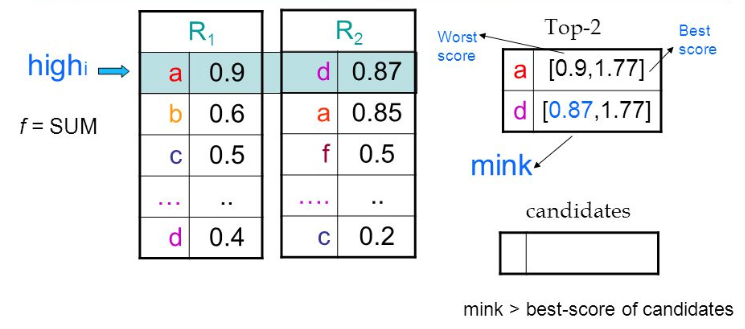 R1 R2
Worst score
Top-2
Best score
highi
a 0.9 d 0.87
a [0.9,1.77]
b 0.6 a 0.85
d [0.87,1.77]
f = SUM
c 0.5 f 0.5
mink
... .. .... ..
candidates
d 0.4 c 0.2
mink > best-score of candidates